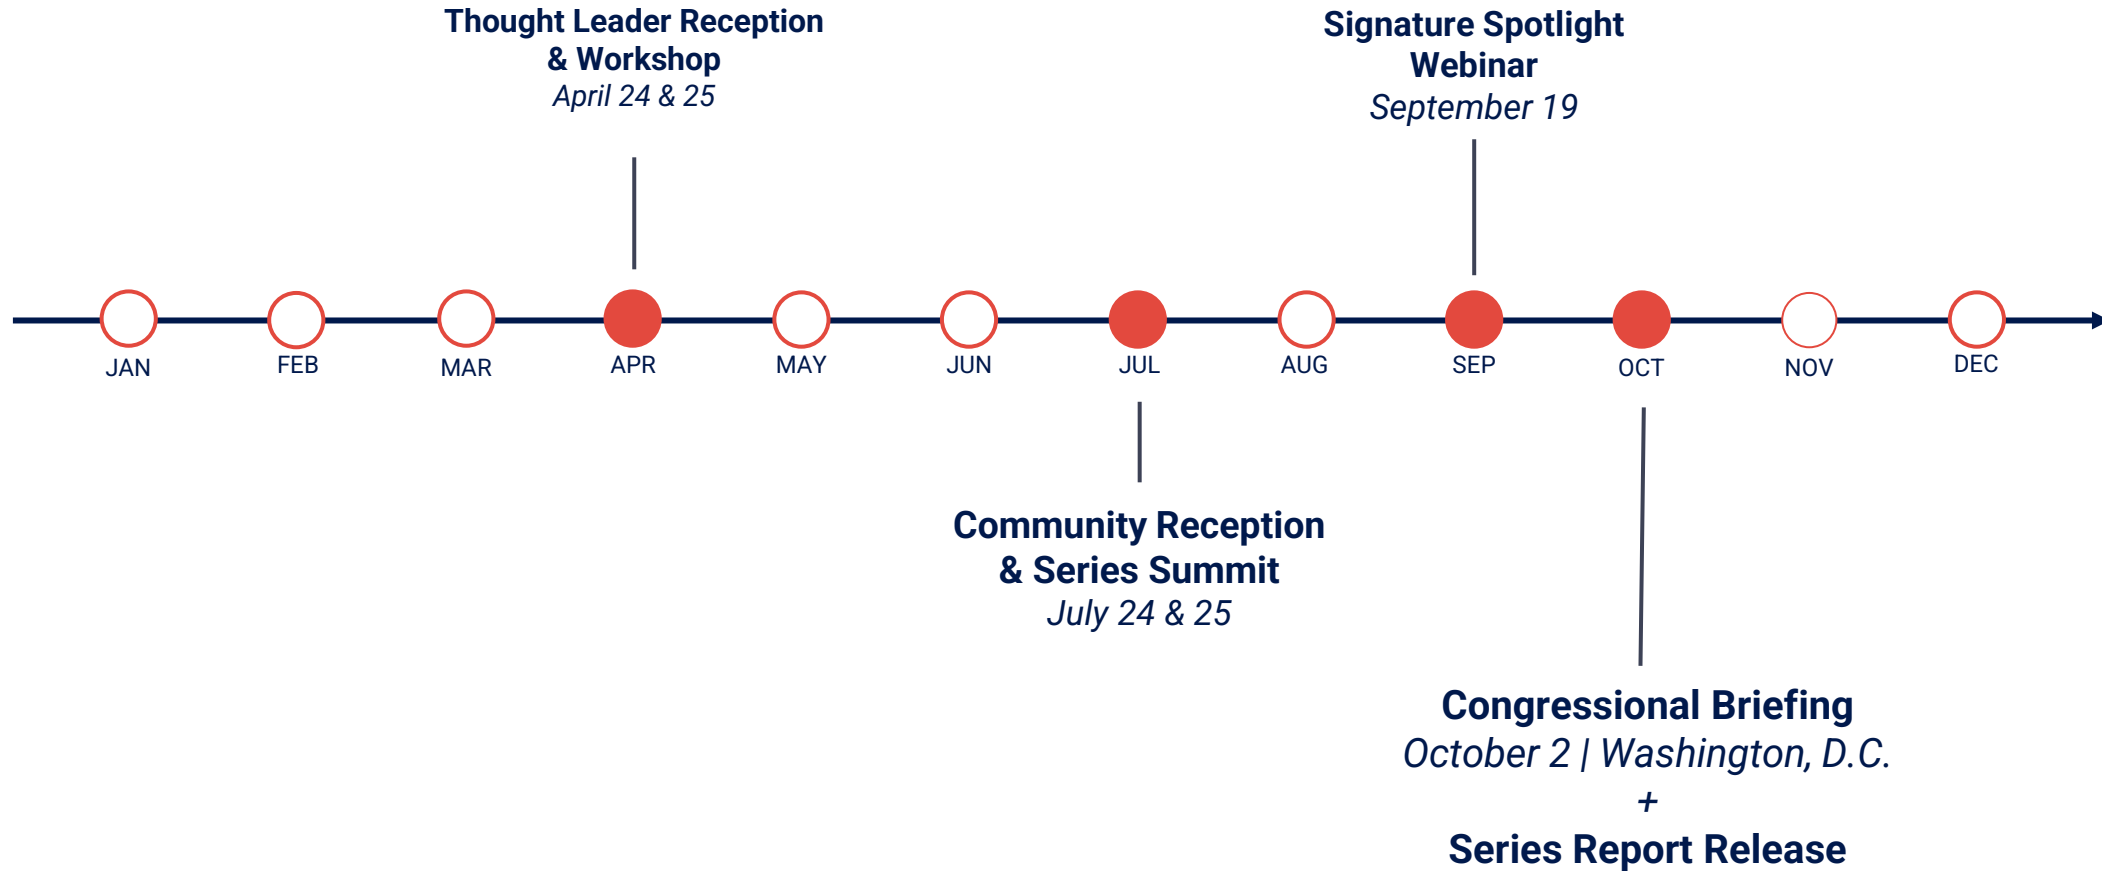 Thought Leader Reception
& Workshop
April 24 & 25
Signature Spotlight
Webinar
September 19
JAN
FEB
MAR
APR
MAY
JUN
JUL
AUG
SEP
OCT
NOV
DEC
Community Reception
& Series Summit
July 24 & 25
Congressional Briefing
October 2 | Washington, D.C.
+
Series Report Release